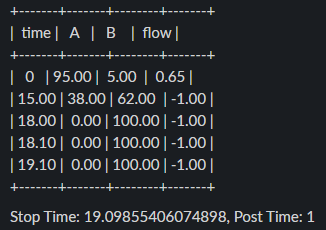 +-------+-------+--------+-------+
| time | A | B | flow |
+-------+-------+--------+-------+
| 0 | 95.00 | 5.00 | 0.65 |
| 15.00 | 38.00 | 62.00 | -1.00 |
| 18.00 | 0.00 | 100.00 | -1.00 |
| 18.10 | 0.00 | 100.00 | -1.00 |
| 19.10 | 0.00 | 100.00 | -1.00 |
+-------+-------+--------+-------+
Stop Time: 19.09855406074898, Post Time: 1